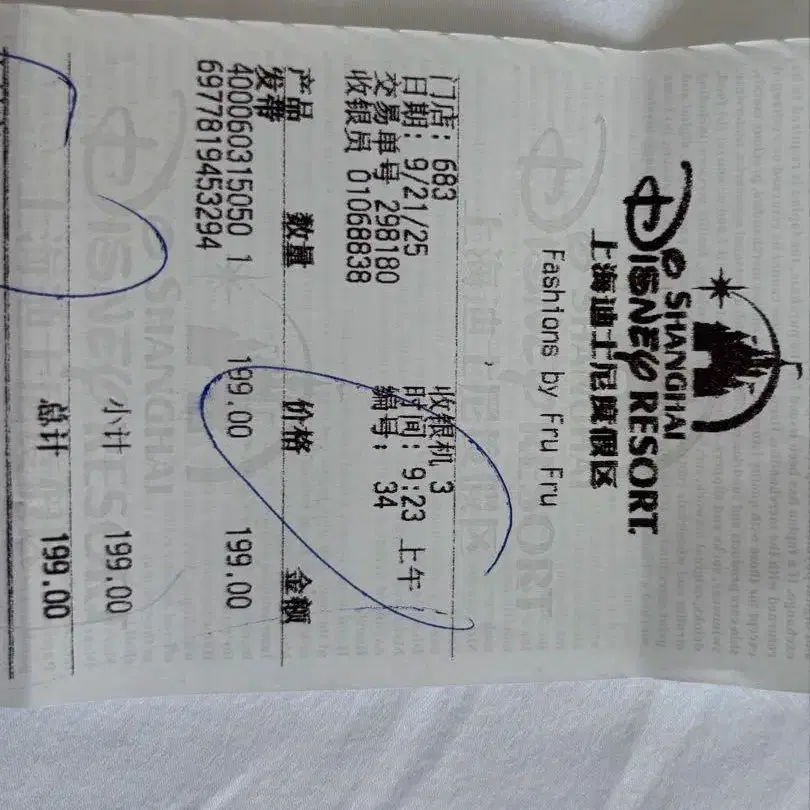 SHANGHAI
DISNEY RESORT
上海迪士尼度假区
Fashions by Fru Fru
门店: 683 收银机 3
日期: 9/21/25 时间: 9:23 上午
交易单号 298180 编号: 34
收银员 01068838
产品 数量 价格 金额
发带
400060315050 1 199.00 199.00
6977819453294
小计 199.00
总计 199.00